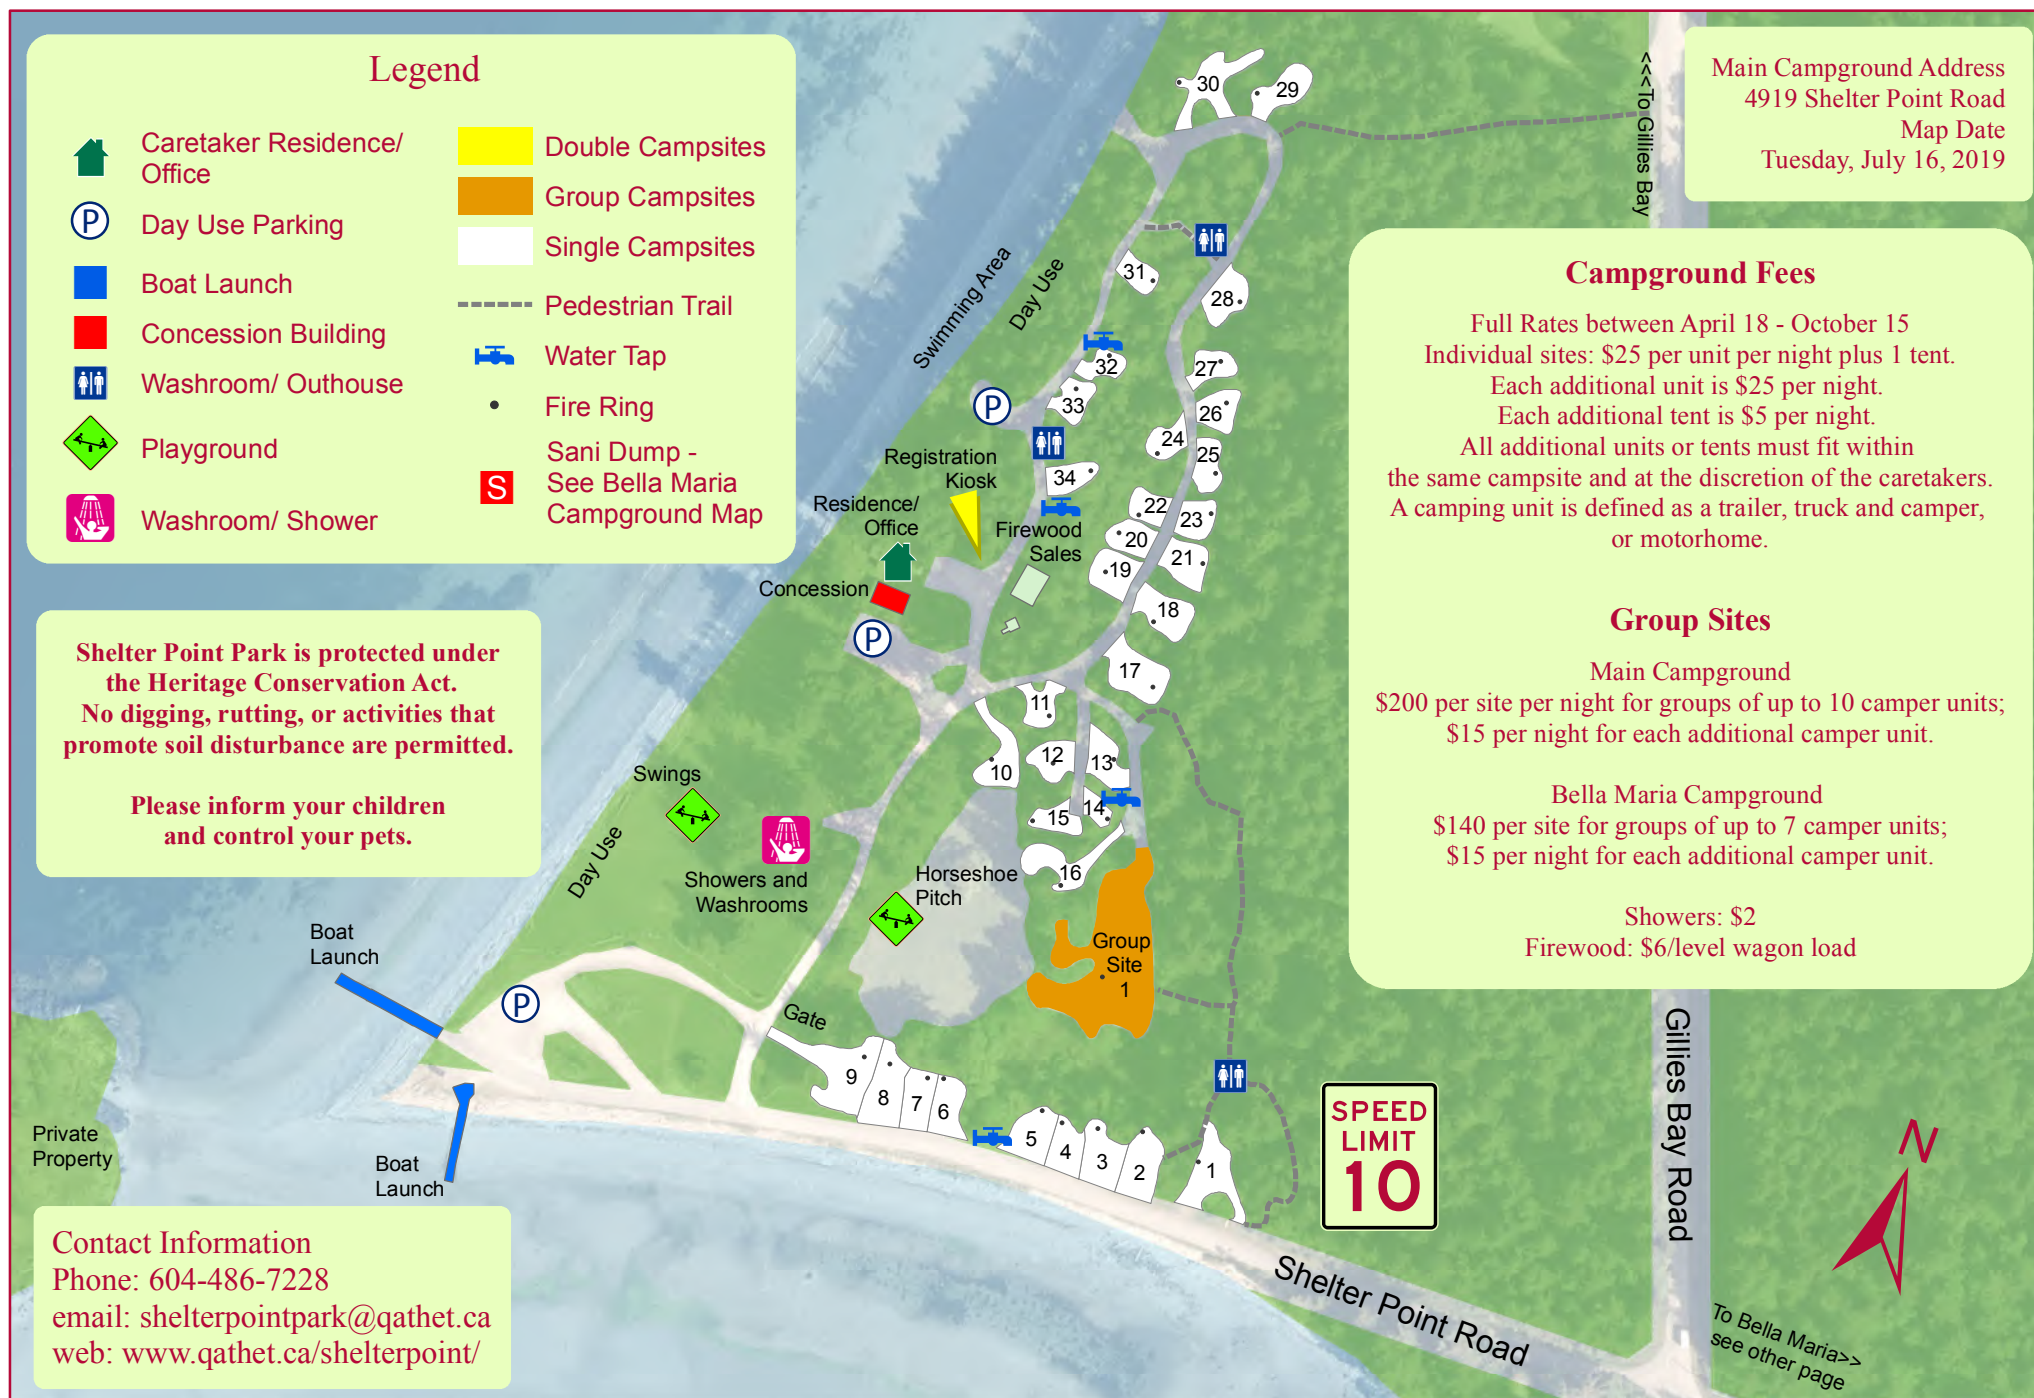 Legend
Caretaker Residence/
Office
Day Use Parking
Boat Launch
Concession Building
Washroom/ Outhouse
Playground
Washroom/ Shower
Double Campsites
Group Campsites
Single Campsites
Pedestrian Trail
Water Tap
Fire Ring
Sani Dump -
See Bella Maria
Campground Map
P
S
Shelter Point Park is protected under
the Heritage Conservation Act.
No digging, rutting, or activities that
promote soil disturbance are permitted.
Please inform your children
and control your pets.
Contact Information
Phone: 604-486-7228
email: shelterpointpark@qathet.ca
web: www.qathet.ca/shelterpoint/
Main Campground Address
4919 Shelter Point Road
Map Date
Tuesday, July 16, 2019
Campground Fees
Full Rates between April 18 - October 15
Individual sites: $25 per unit per night plus 1 tent.
Each additional unit is $25 per night.
Each additional tent is $5 per night.
All additional units or tents must fit within
the same campsite and at the discretion of the caretakers.
A camping unit is defined as a trailer, truck and camper,
or motorhome.
Group Sites
Main Campground
$200 per site per night for groups of up to 10 camper units;
$15 per night for each additional camper unit.
Bella Maria Campground
$140 per site for groups of up to 7 camper units;
$15 per night for each additional camper unit.
Showers: $2
Firewood: $6/level wagon load
<<<To Gillies Bay
30
29
31
28
Swimming Area
Day Use
32
27
33
26
P
24
25
34
Registration
Kiosk
Residence/
Office
Firewood
Sales
22
23
20
21
19
18
Concession
P
17
11
12
13
10
14
15
16
Swings
Day Use
Showers and
Washrooms
Horseshoe
Pitch
Group
Site
1
Boat
Launch
P
Gate
9
8
7
6
5
4
3
2
1
Private
Property
Boat
Launch
SPEED
LIMIT
10
Gillies Bay Road
Shelter Point Road
N
To Bella Maria>>
see other page